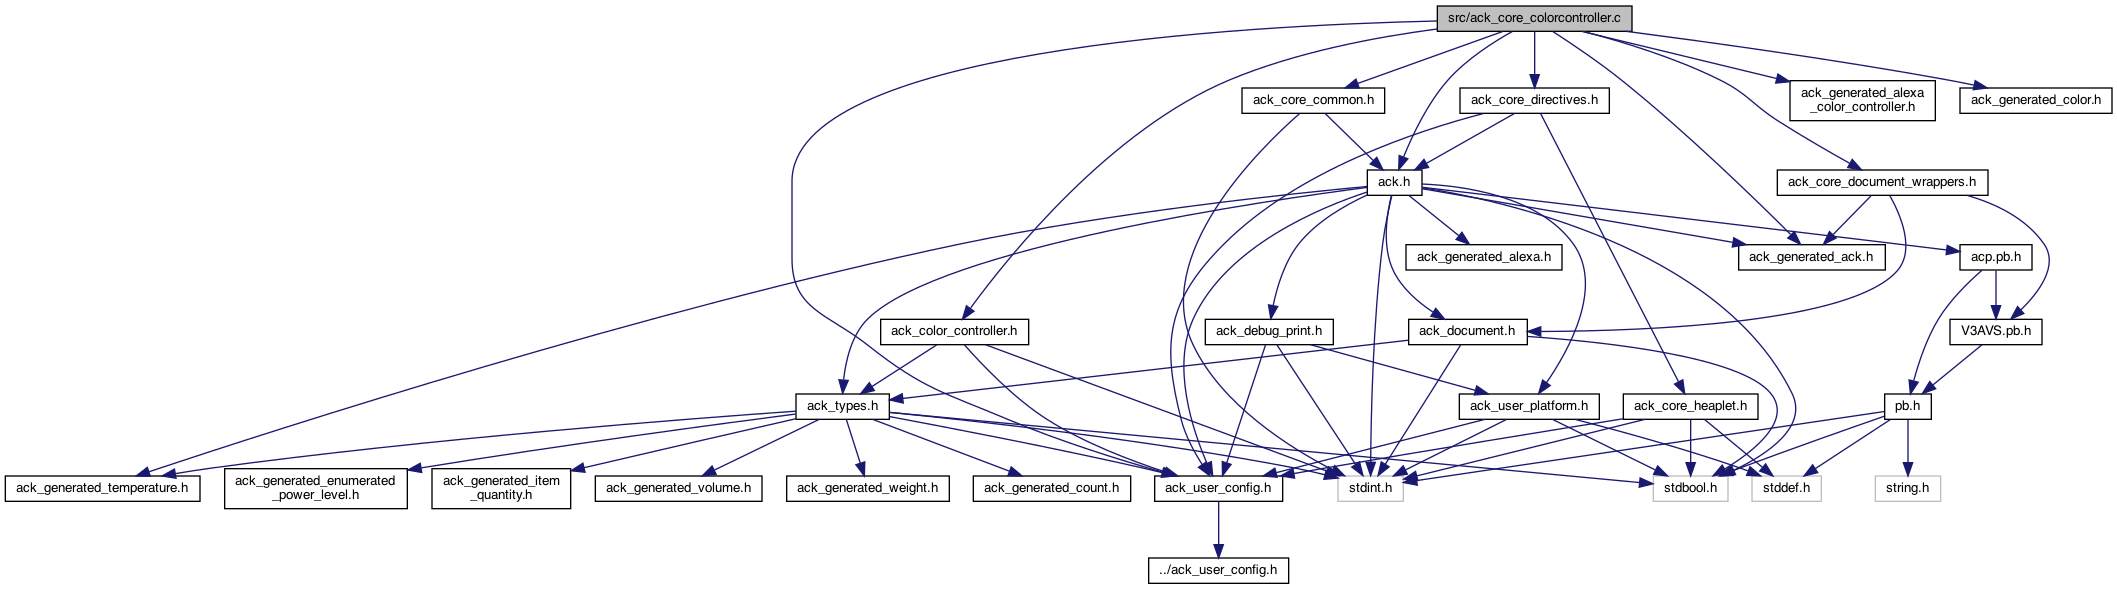 src/ack_core_colorcontroller.c
ack_core_common.h
ack_core_directives.h
ack_generated_alexa
_color_controller.h
ack_generated_color.h
ack.h
ack_core_document_wrappers.h
ack_generated_alexa.h
ack_generated_ack.h
acp.pb.h
ack_color_controller.h
ack_debug_print.h
ack_document.h
V3AVS.pb.h
ack_types.h
ack_user_platform.h
ack_core_heaplet.h
pb.h
ack_generated_temperature.h
ack_generated_enumerated
_power_level.h
ack_generated_item
_quantity.h
ack_generated_volume.h
ack_generated_weight.h
ack_generated_count.h
ack_user_config.h
stdint.h
stdbool.h
stddef.h
string.h
../ack_user_config.h